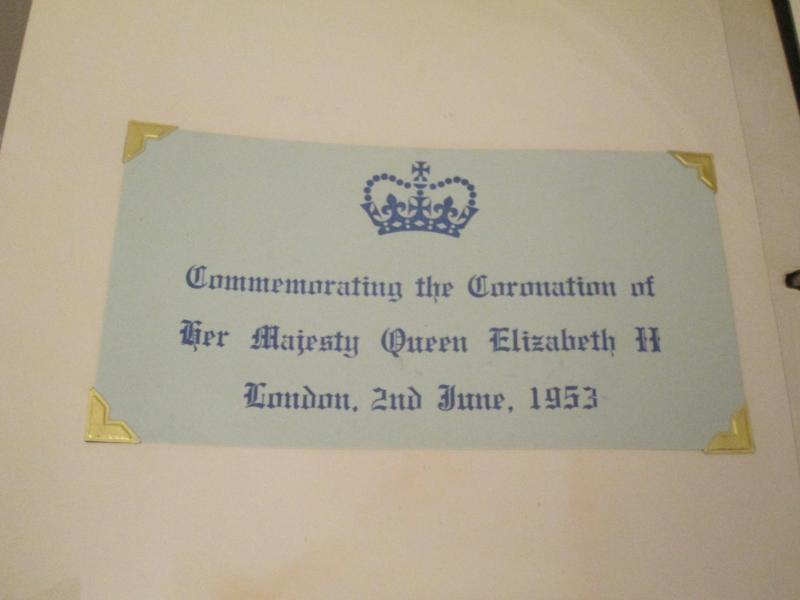 Commemorating the Coronation of
Her Majesty Queen Elizabeth II
London, 2nd June, 1953